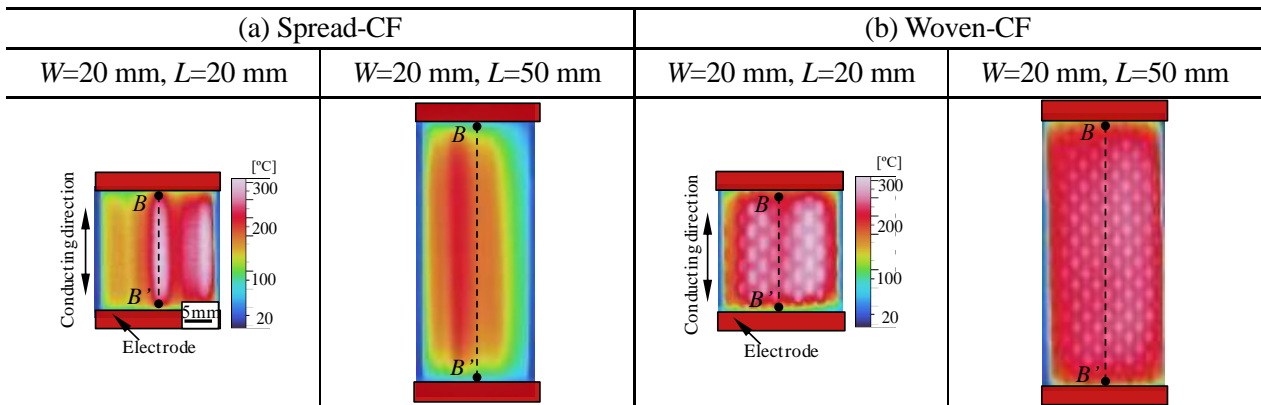 (a) Spread-CF
(b) Woven-CF
W=20 mm, L=20 mm
W=20 mm, L=50 mm
W=20 mm, L=20 mm
W=20 mm, L=50 mm
Conducting direction
B
B’
5mm
Electrode
[ºC]
300
200
100
20
B
B’
Conducting direction
B
B’
Electrode
[ºC]
300
200
100
20
B
B’